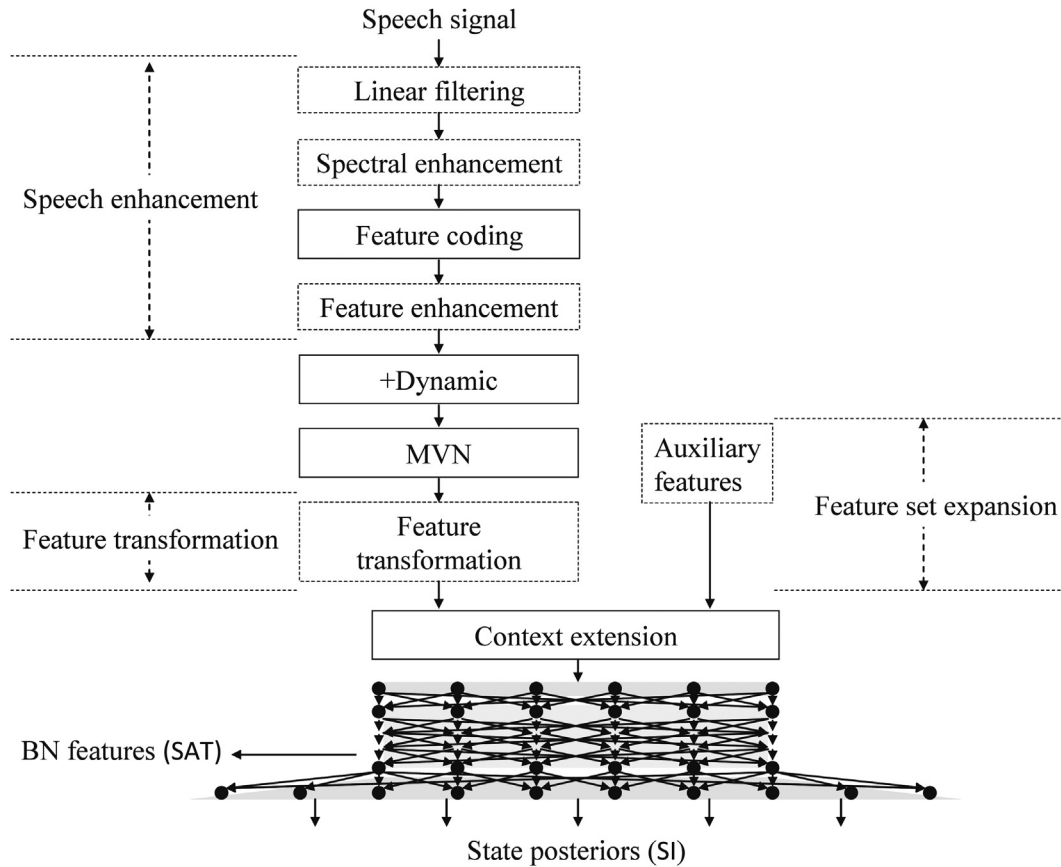 Speech signal
Linear filtering
Spectral enhancement
Speech enhancement
Feature coding
Feature enhancement
+Dynamic
MVN
Auxiliary
features
Feature set expansion
Feature transformation
Feature
transformation
Context extension
BN features (SAT)
State posteriors (SI)